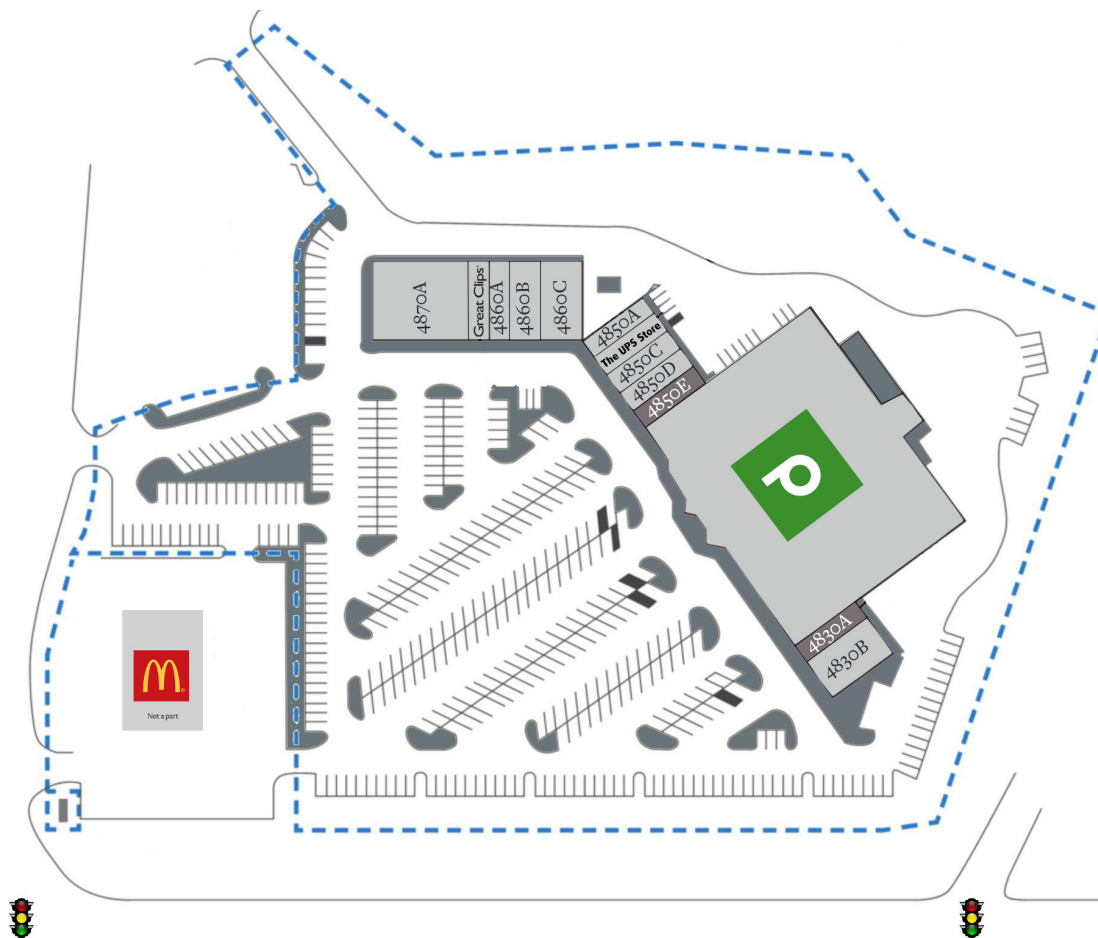 4870A
Great Clips
4860A
4860B
4860C
4850A
The UPS Store
4850C
4850D
4850E
4830A
4830B
Not a part